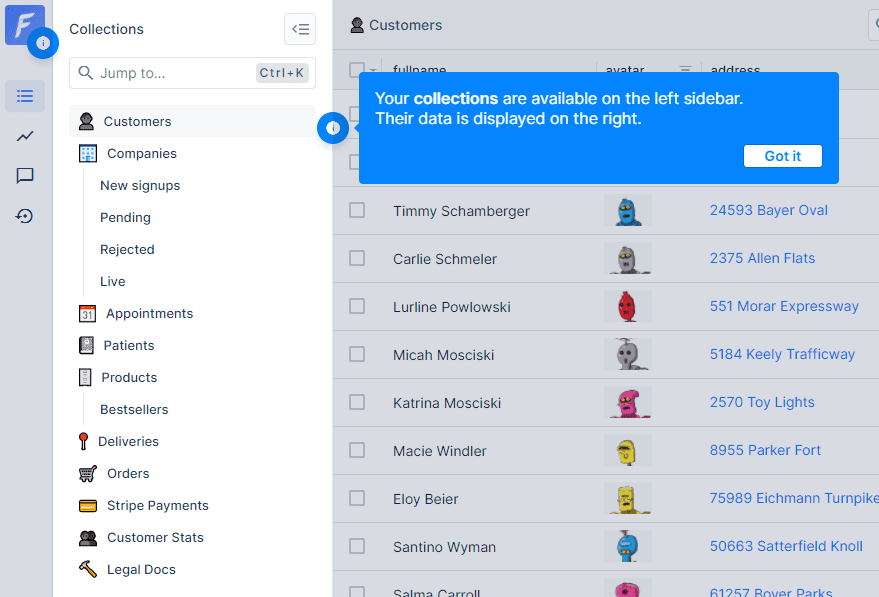 Collections
Customers
Jump to...
Ctrl+K
fullname
avatar
address
Your collections are available on the left sidebar.
Their data is displayed on the right.
Got it
Customers
Companies
New signups
Pending
Rejected
Live
31
Appointments
Patients
Products
Bestsellers
Deliveries
Orders
Stripe Payments
Customer Stats
Legal Docs
Timmy Schamberger
24593 Bayer Oval
Carlie Schmeler
2375 Allen Flats
Lurline Powlowski
551 Morar Expressway
Micah Mosciski
5184 Keely Trafficway
Katrina Mosciski
2570 Toy Lights
Macie Windler
8955 Parker Fort
Eloy Beier
75989 Eichmann Turnpike
Santino Wyman
50663 Satterfield Knoll
Salma Carroll
61257 Boyer Parks